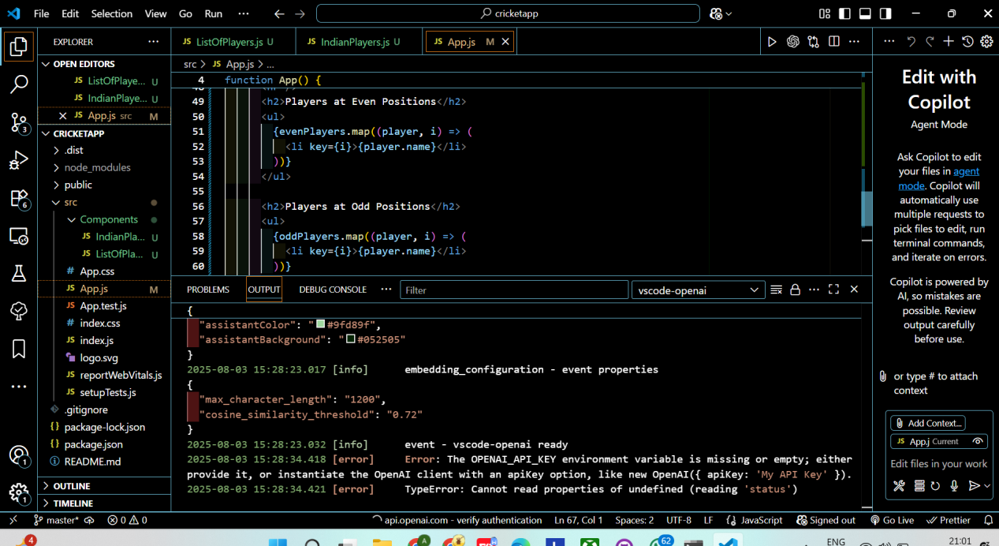 File Edit Selection View Go Run ··· cricketapp
EXPLORER ···
JS ListOfPlayers.js U JS IndianPlayers.js U JS App.js M
OPEN EDITORS
JS ListOfPlaye... U
JS IndianPlaye... U
JS App.js src M
CRICKETAPP
.dist
node_modules
public
src
Components
JS IndianPla... U
JS ListOfPla... U
# App.css
JS App.js M
JS App.test.js
# index.css
JS index.js
logo.svg
JS reportWebVitals.js
JS setupTests.js
.gitignore
{} package-lock.json
{} package.json
README.md
OUTLINE
TIMELINE
3
6
1
1
src > JS App.js > ...
4 function App() {
49 <h2>Players at Even Positions</h2>
50 <ul>
51 {evenPlayers.map((player, i) => (
52 <li key={i}>{player.name}</li>
53 ))}
54 </ul>
55
56 <h2>Players at Odd Positions</h2>
57 <ul>
58 {oddPlayers.map((player, i) => (
59 <li key={i}>{player.name}</li>
60 ))}
PROBLEMS OUTPUT DEBUG CONSOLE ··· Filter vscode-openai ···
{
"assistantColor": "#9fd89f",
"assistantBackground": "#052505"
}
2025-08-03 15:28:23.017 [info] embedding_configuration - event properties
{
"max_character_length": "1200",
"cosine_similarity_threshold": "0.72"
}
2025-08-03 15:28:23.032 [info] event - vscode-openai ready
2025-08-03 15:28:34.418 [error] Error: The OPENAI_API_KEY environment variable is missing or empty; either
provide it, or instantiate the OpenAI client with an apiKey option, like new OpenAI({ apiKey: 'My API Key' }).
2025-08-03 15:28:34.421 [error] TypeError: Cannot read properties of undefined (reading 'status')
Edit with
Copilot
Agent Mode
Ask Copilot to edit
your files in agent
mode. Copilot will
automatically use
multiple requests to
pick files to edit, run
terminal commands,
and iterate on errors.
Copilot is powered by
AI, so mistakes are
possible. Review
output carefully
before use.
or type # to attach
context
Add Context...
JS App.j Current
Edit files in your work
master* 0 0 api.openai.com - verify authentication Ln 67, Col 1 Spaces: 2 UTF-8 LF {} JavaScript Signed out Go Live Prettier
4 A 62 ENG 21:01